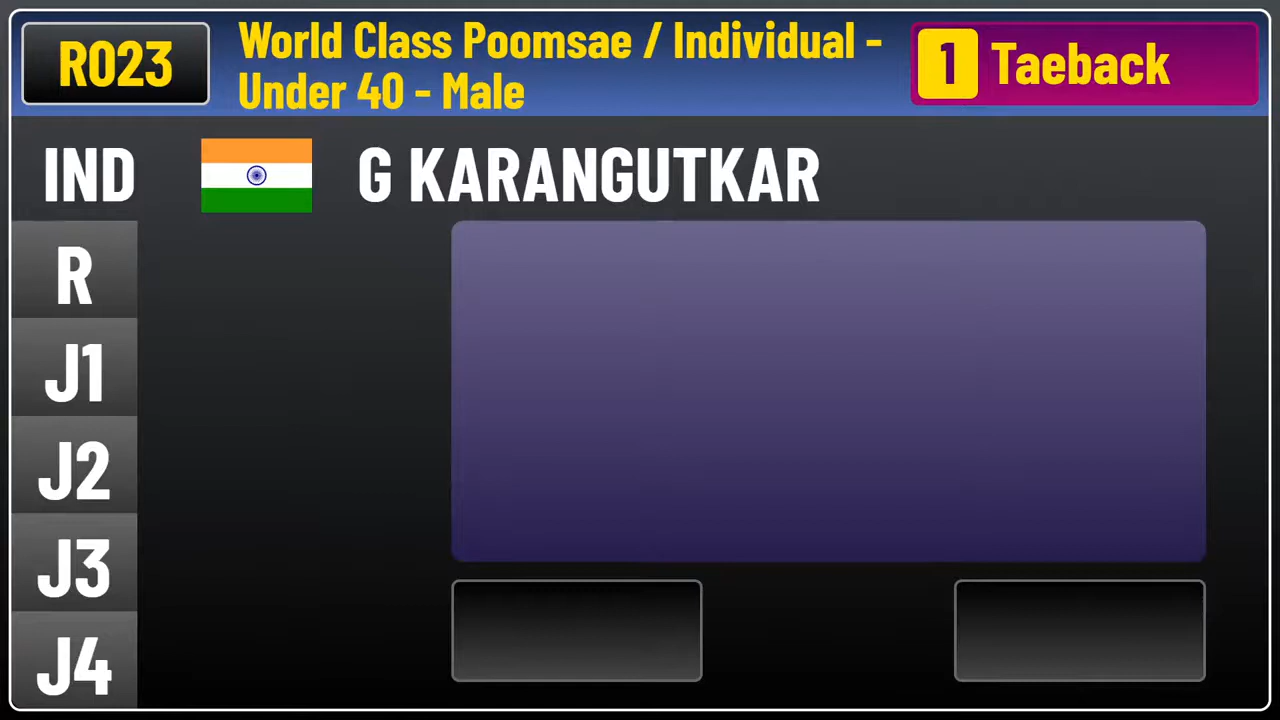 R023
World Class Poomsae / Individual -
Under 40 - Male
1 Taeback
IND G KARANGUTKAR
R
J1
J2
J3
J4